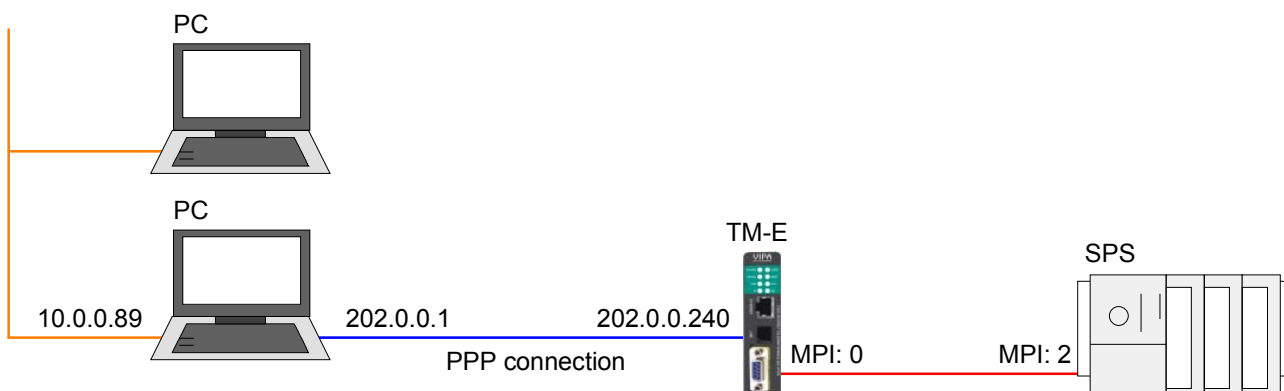 PC
PC
TM-E
VIPA
SPS
10.0.0.89
202.0.0.1
202.0.0.240
PPP connection
MPI: 0
MPI: 2